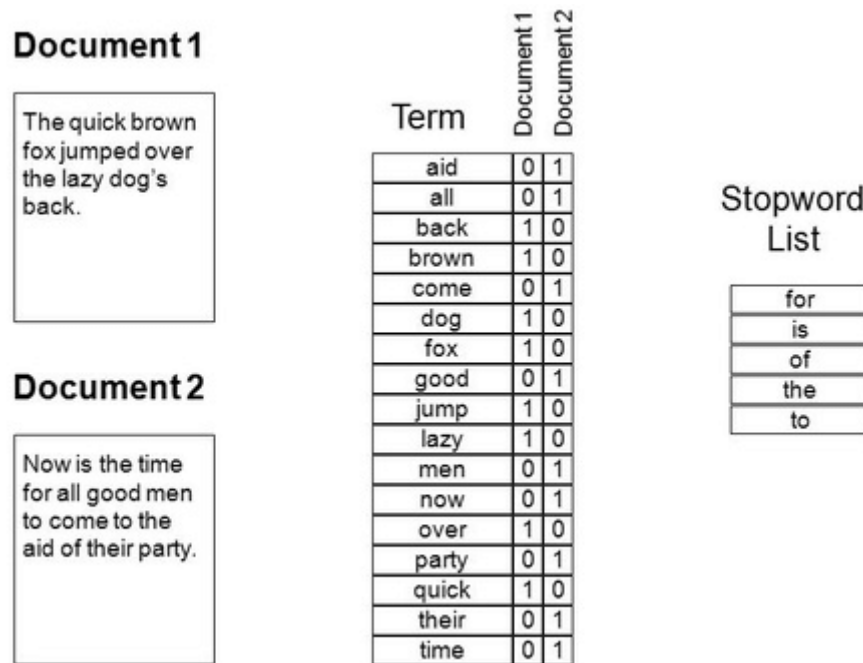 Document 1
The quick brown
fox jumped over
the lazy dog's
back.
Document 2
Now is the time
for all good men
to come to the
aid of their party.
Term Document 1 Document 2
aid 0 1
all 0 1
back 1 0
brown 1 0
come 0 1
dog 1 0
fox 1 0
good 0 1
jump 1 0
lazy 1 0
men 0 1
now 0 1
over 1 0
party 0 1
quick 1 0
their 0 1
time 0 1
Stopword
List
for
is
of
the
to